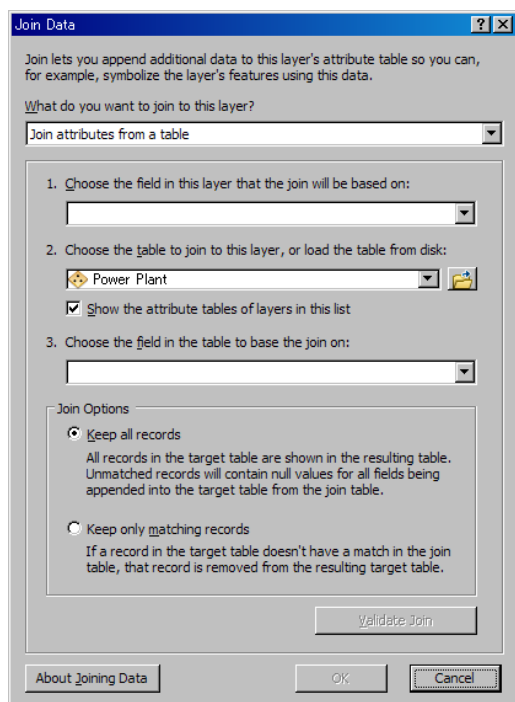 Join Data
Join lets you append additional data to this layer's attribute table so you can,
for example, symbolize the layer's features using this data.
What do you want to join to this layer?
Join attributes from a table
1. Choose the field in this layer that the join will be based on:
2. Choose the table to join to this layer, or load the table from disk:
Power Plant
Show the attribute tables of layers in this list
3. Choose the field in the table to base the join on:
Join Options
Keep all records
All records in the target table are shown in the resulting table.
Unmatched records will contain null values for all fields being
appended into the target table from the join table.
Keep only matching records
If a record in the target table doesn't have a match in the join
table, that record is removed from the resulting target table.
Validate Join
About Joining Data
OK
Cancel